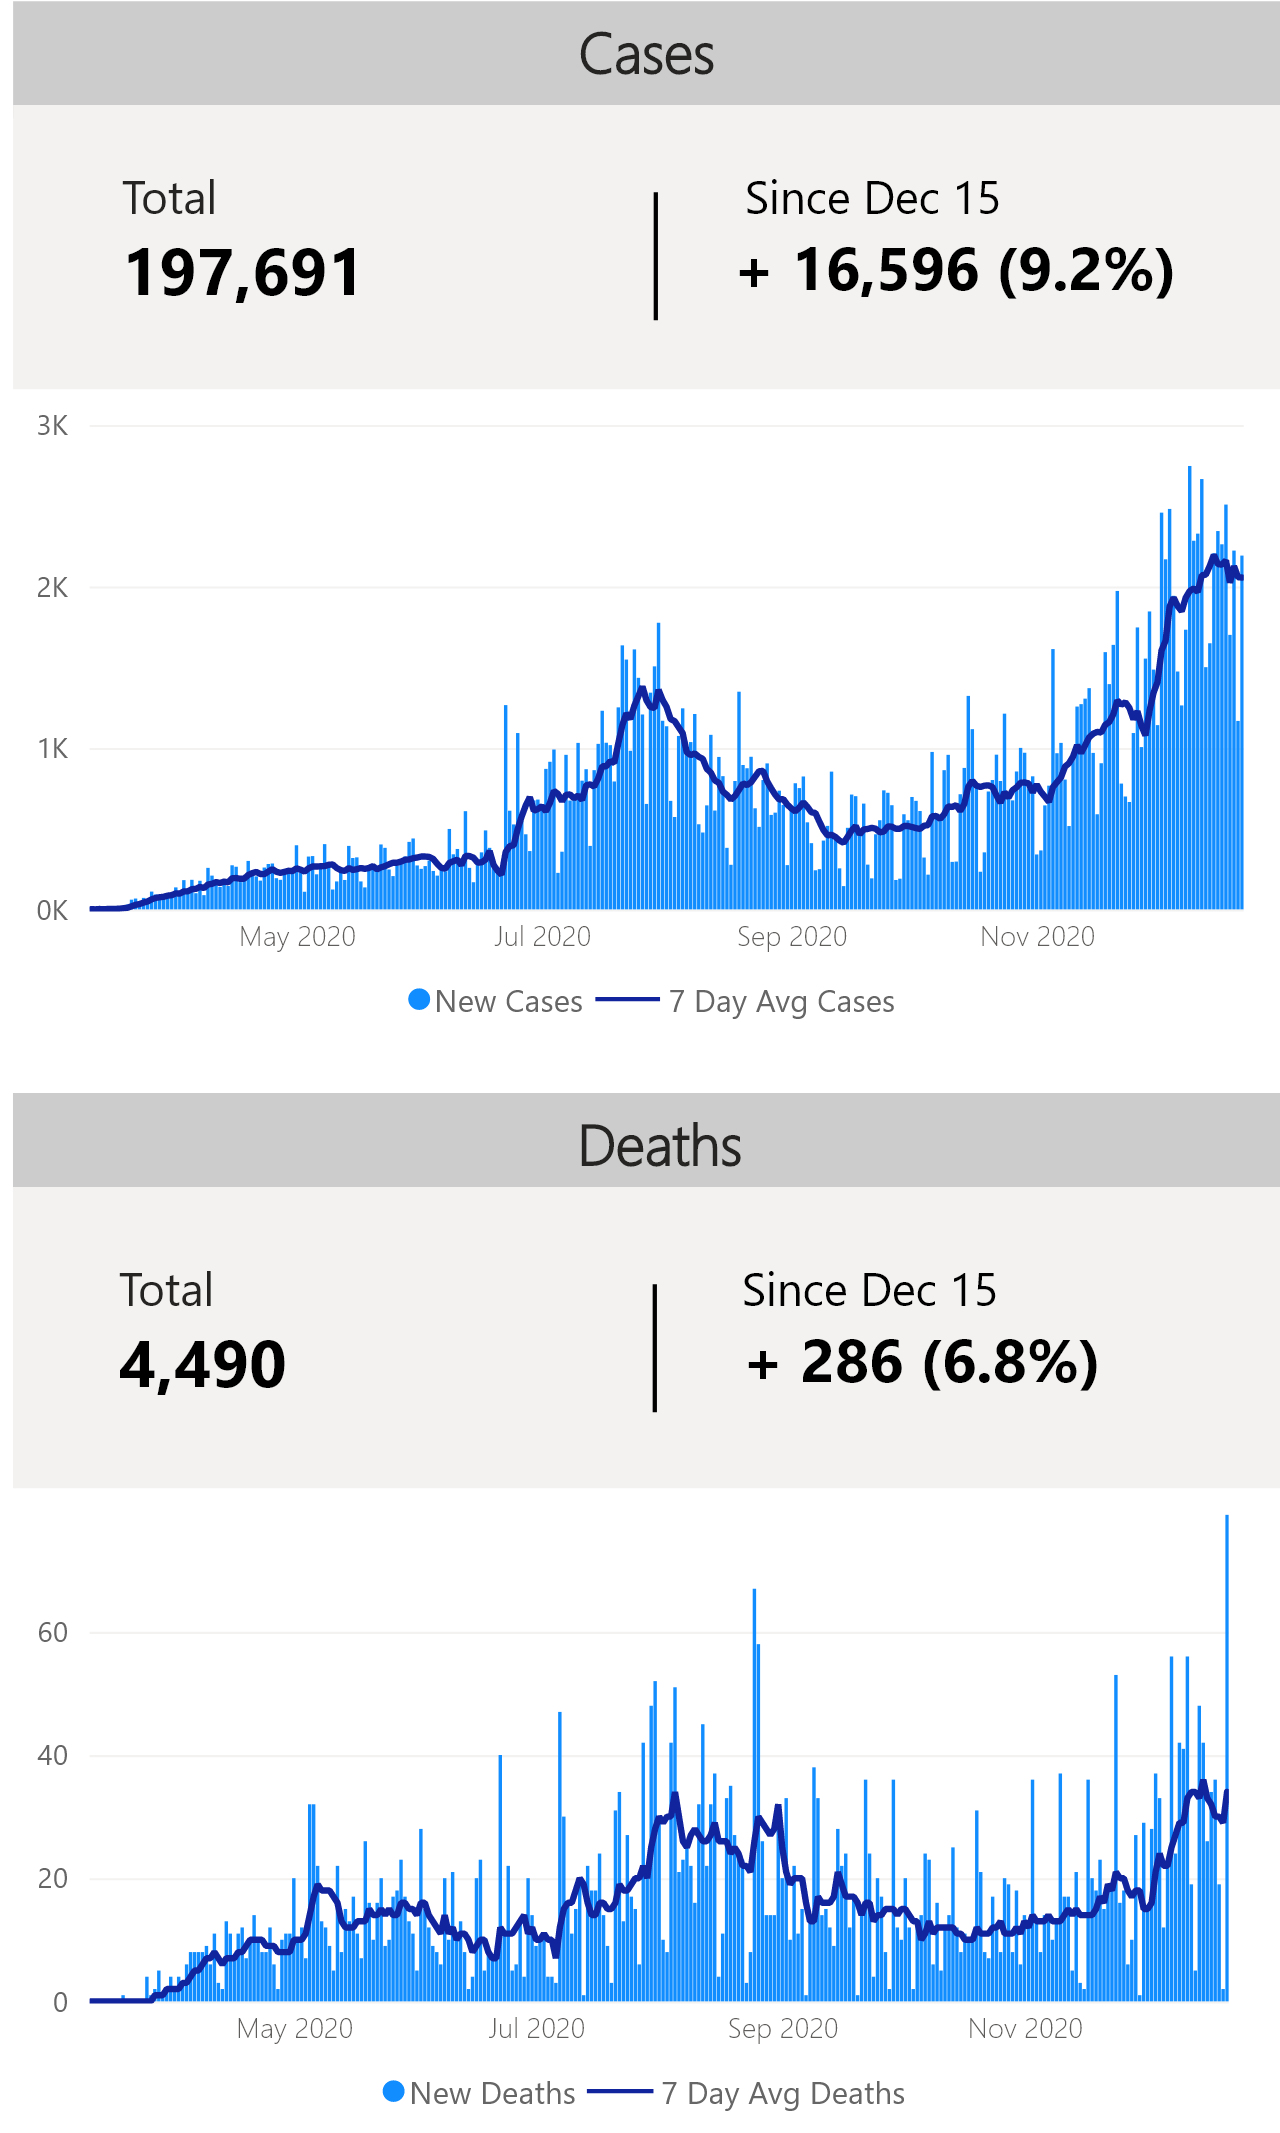 Cases
Total
Since Dec 15
197,691
+ 16,596 (9.2%)
3K
2K
1K
0K
May 2020
Jul 2020
Sep 2020
Nov 2020
New Cases
7 Day Avg Cases
Deaths
Total
Since Dec 15
4,490
+ 286 (6.8%)
60
40
20
0
May 2020
Jul 2020
Sep 2020
Nov 2020
New Deaths
7 Day Avg Deaths